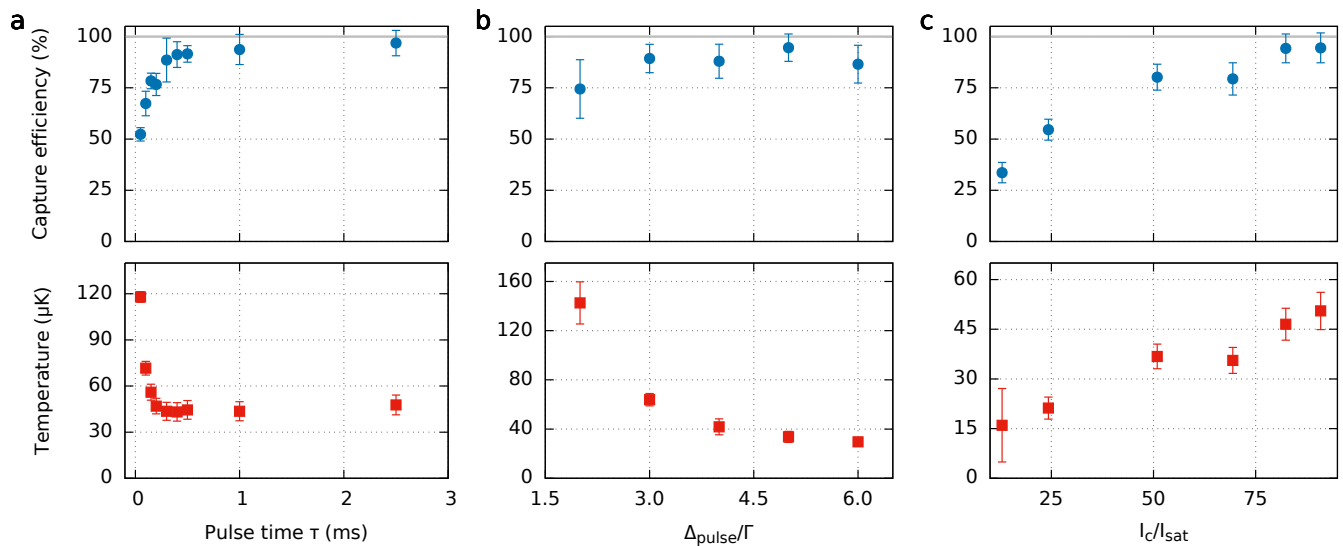 a
b
c
Capture efficiency (%)
100
75
50
25
0
100
75
50
25
0
100
75
50
25
0
Temperature (µK)
120
90
60
30
0
160
120
80
40
0
60
45
30
15
0
0 1 2 3
1.5 3.0 4.5 6.0
25 50 75
Pulse time τ (ms)
Δpulse/Γ
Ic/Isat